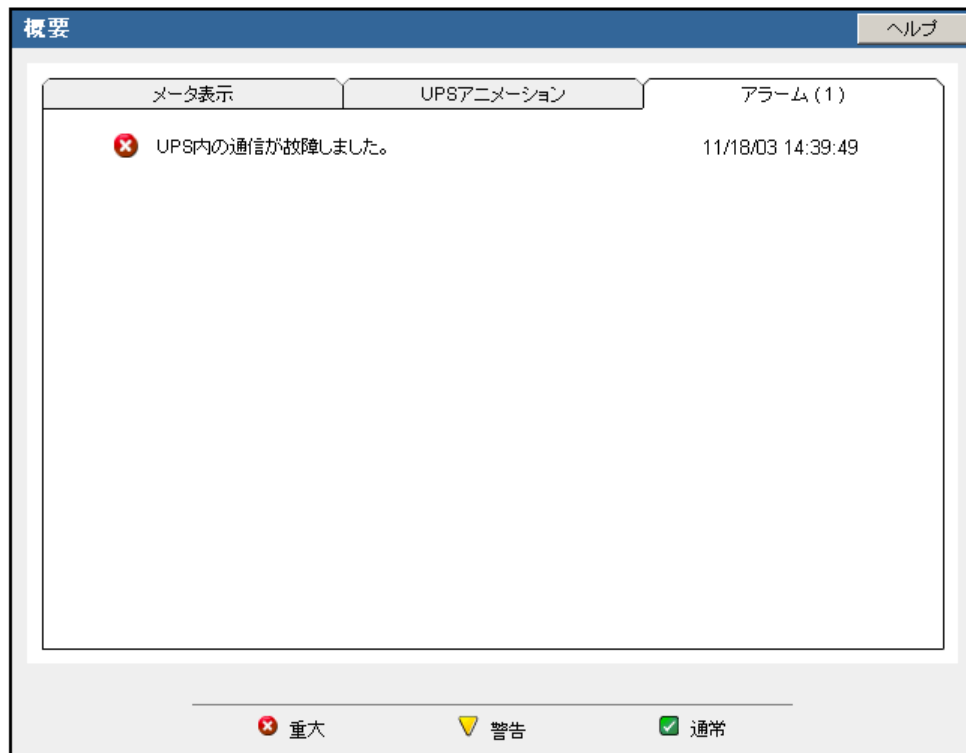 概要
ヘルプ
メータ表示
UPSアニメーション
アラーム(1)
UPS内の通信が故障しました。 11/18/03 14:39:49
重大
警告
通常